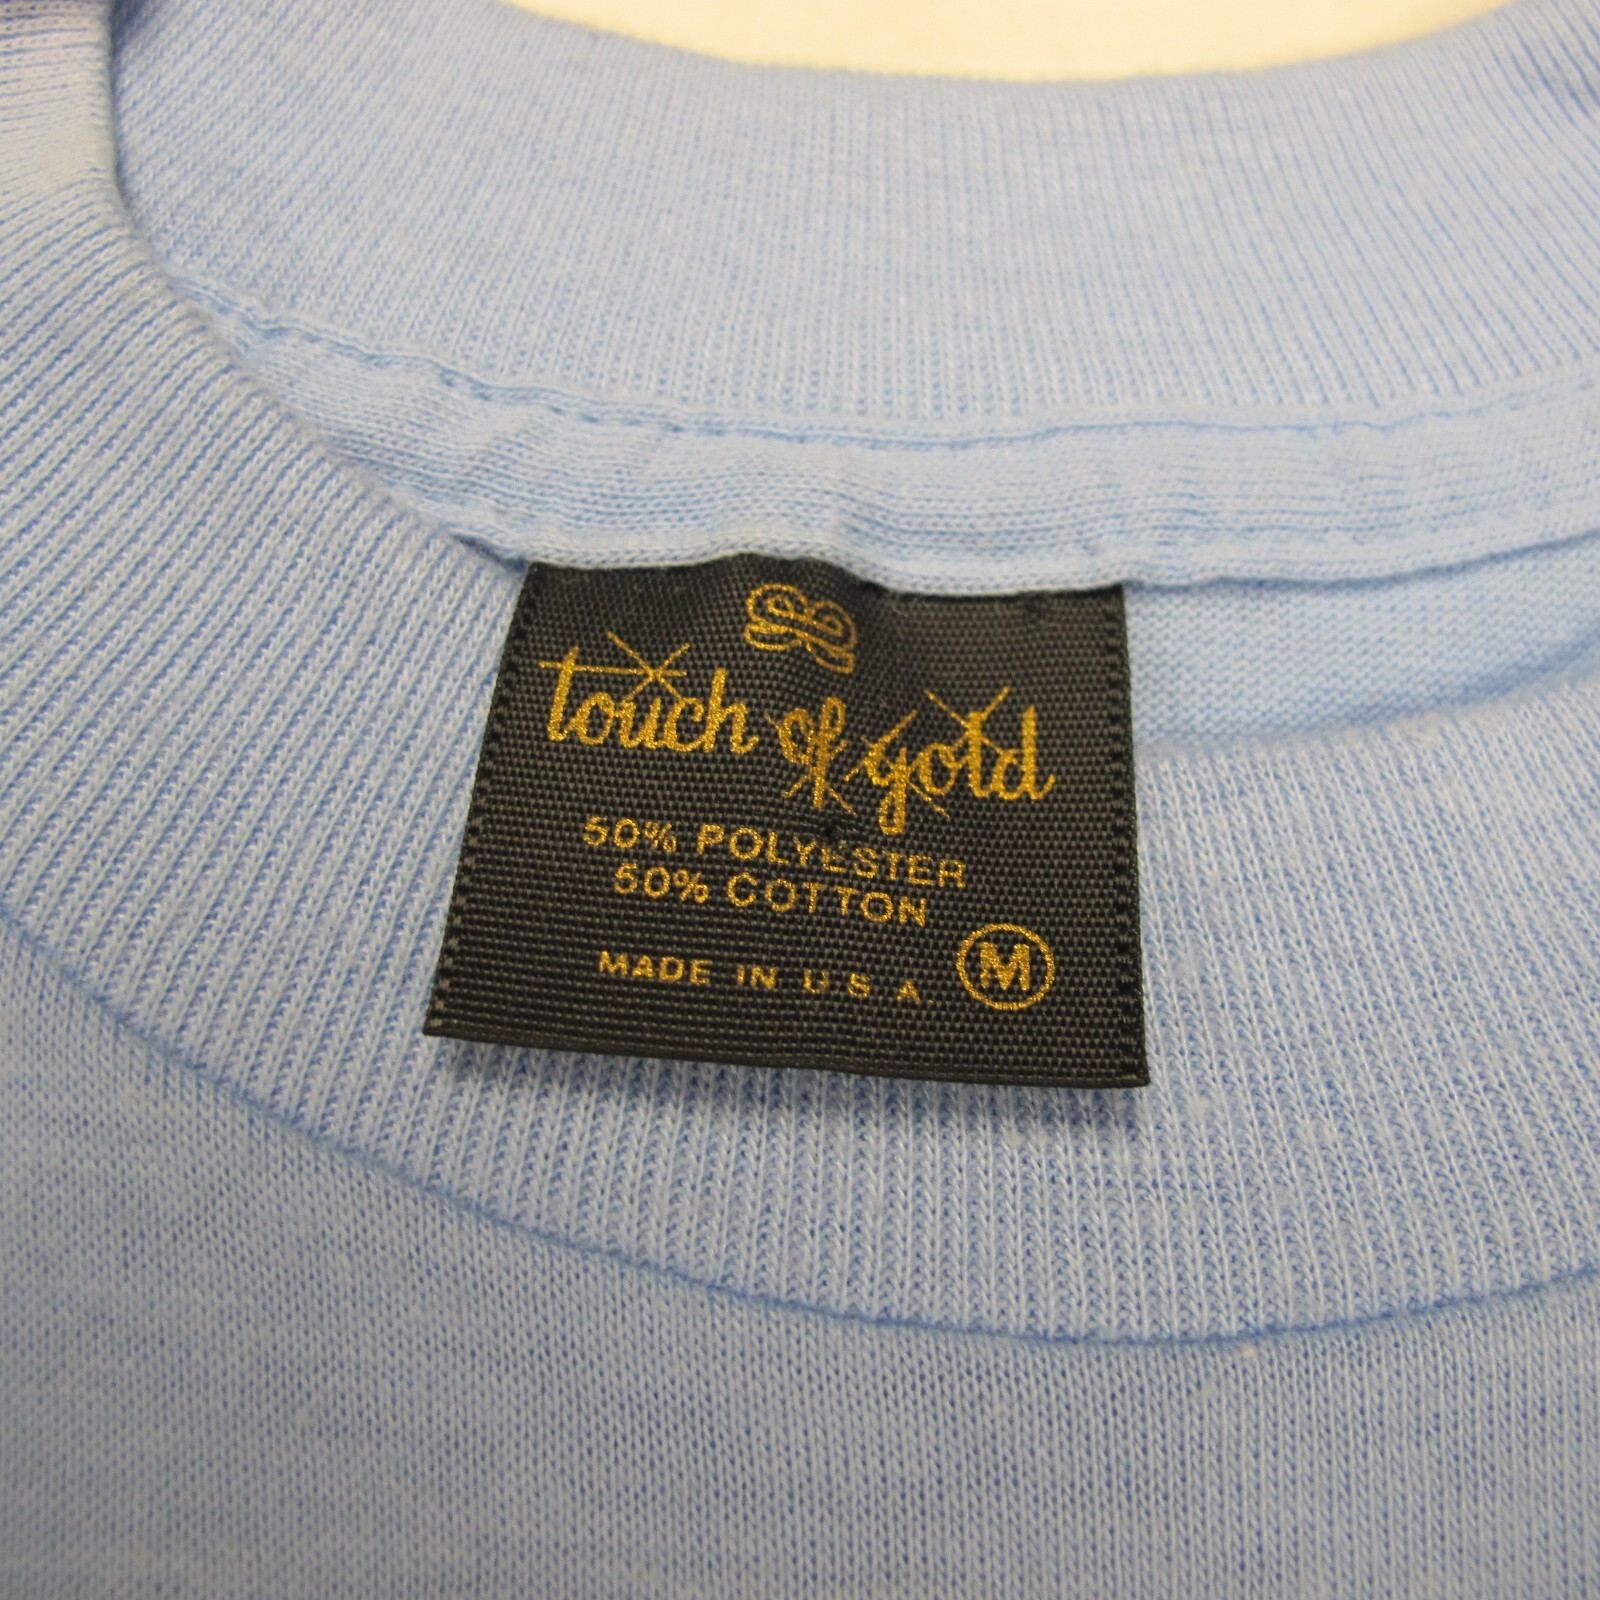 touch of gold
50% POLYESTER
50% COTTON
MADE IN U S A. M